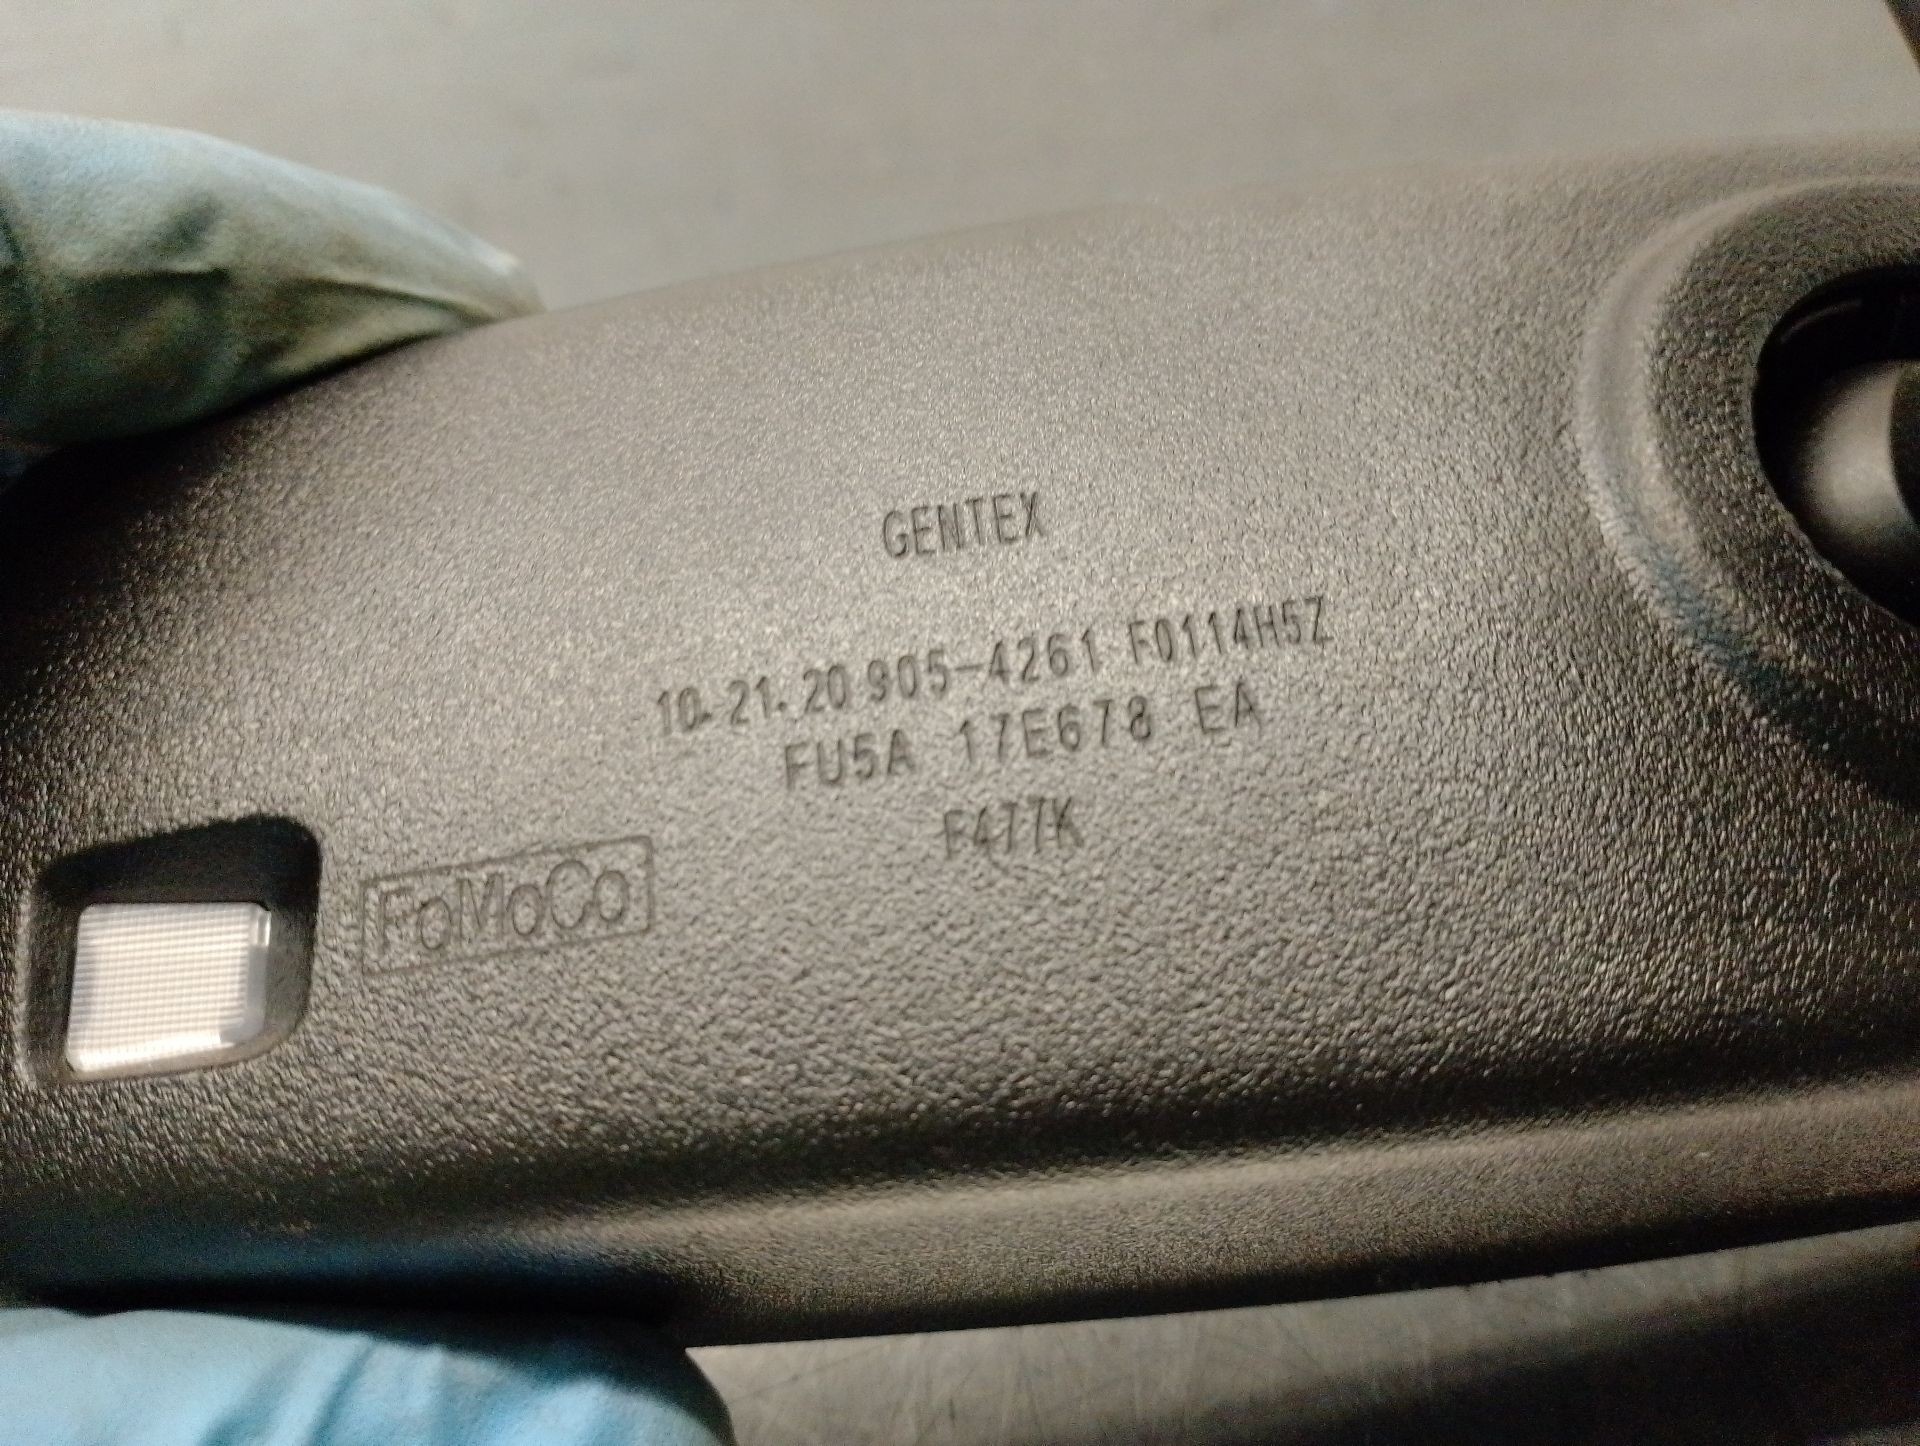 GENTEX
10.21.20 905-4261 F0114H5Z
FU5A 17E678 EA
F477K
FoMoCo